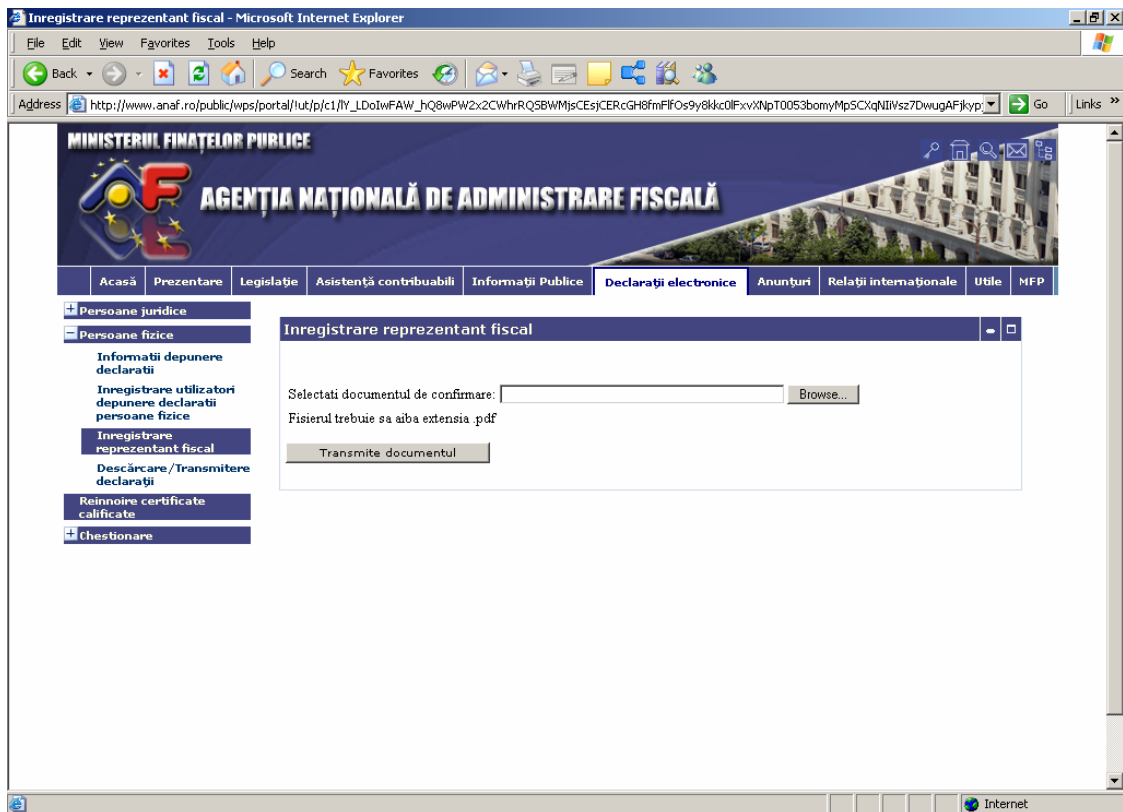 Inregistrare reprezentant fiscal - Microsoft Internet Explorer
File Edit View Favorites Tools Help
Back Search Favorites
Address http://www.anaf.ro/public/wps/portal/!ut/p/c1/ Go Links »
MINISTERUL FINAȚELOR PUBLICE
AGENȚIA NAȚIONALĂ DE ADMINISTRARE FISCALĂ
Acasă Prezentare Legislație Asistență contribuabili Informații Publice Declarații electronice Anunțuri Relații internaționale Utile MFP
Persoane juridice
Persoane fizice
Informatii depunere
declaratii
Inregistrare utilizatori
depunere declaratii
persoane fizice
Inregistrare
reprezentant fiscal
Descărcare/Transmitere
declarații
Reinnoire certificate
calificate
Chestionare
Inregistrare reprezentant fiscal
Selectati documentul de confirmare: Browse...
Fisierul trebuie sa aiba extensia .pdf
Transmite documentul
Internet